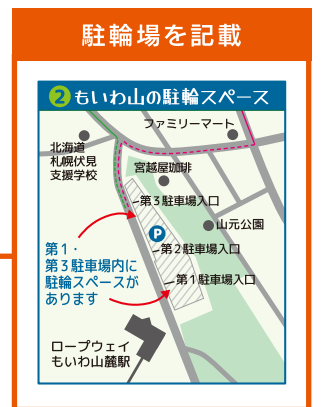 駐輪場を記載
2 もいわ山の駐輪スペース
ファミリーマート
北海道
札幌伏見
支援学校
宮越屋珈琲
第3駐車場入口
山元公園
P
第2駐車場入口
第1・
第3駐車場内に
駐輪スペースが
あります
第1駐車場入口
ロープウェイ
もいわ山麓駅